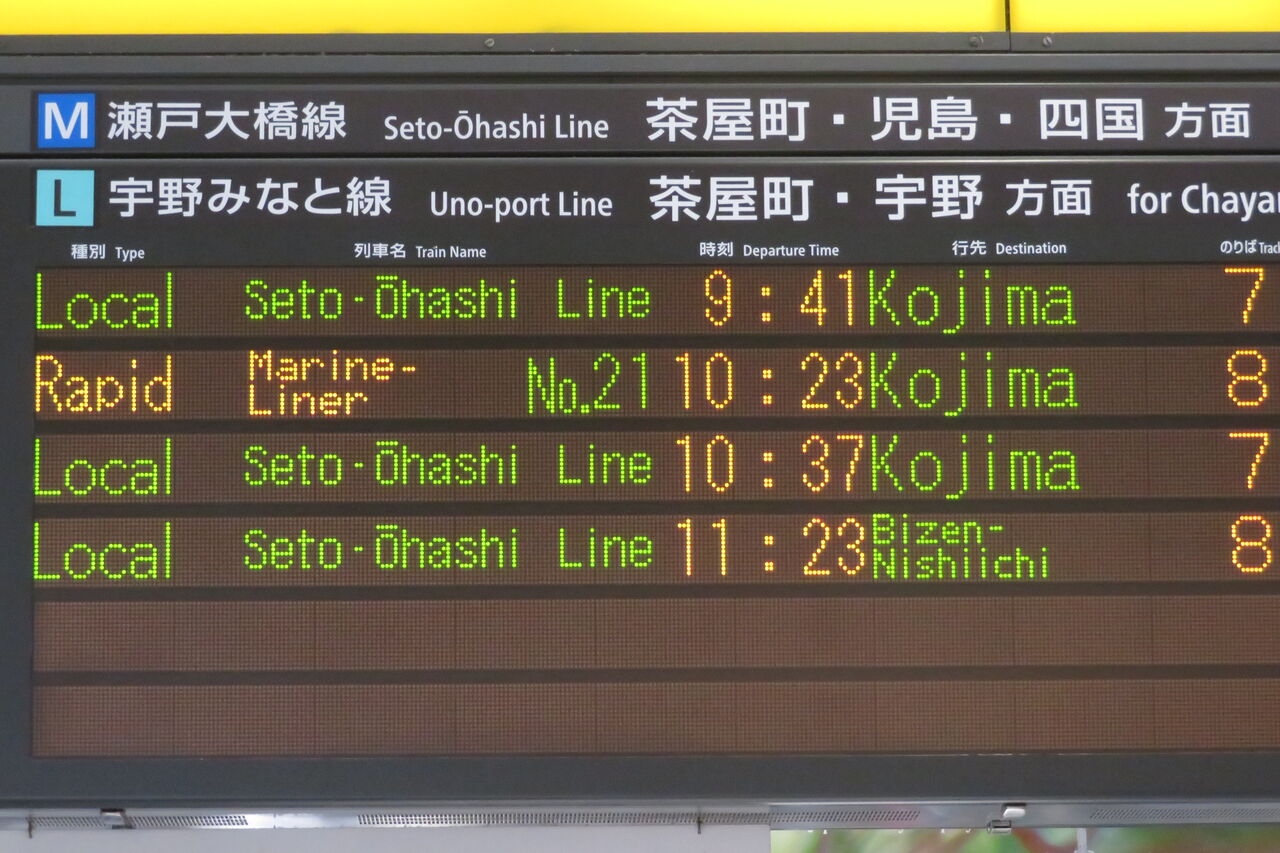 M 瀬戸大橋線 Seto-Ōhashi Line 茶屋町・児島・四国 方面
L 宇野みなと線 Uno-port Line 茶屋町・宇野 方面 for
種別 Type 列車名 Train Name 時刻 Departure Time 行先 Destination のりば
Local Seto-Ōhashi Line 9:41 Kojima 7
Rapid Marine-Liner No.21 10:23 Kojima 8
Local Seto-Ōhashi Line 10:37 Kojima 7
Local Seto-Ōhashi Line 11:23 Bizen-Nishiichi 8